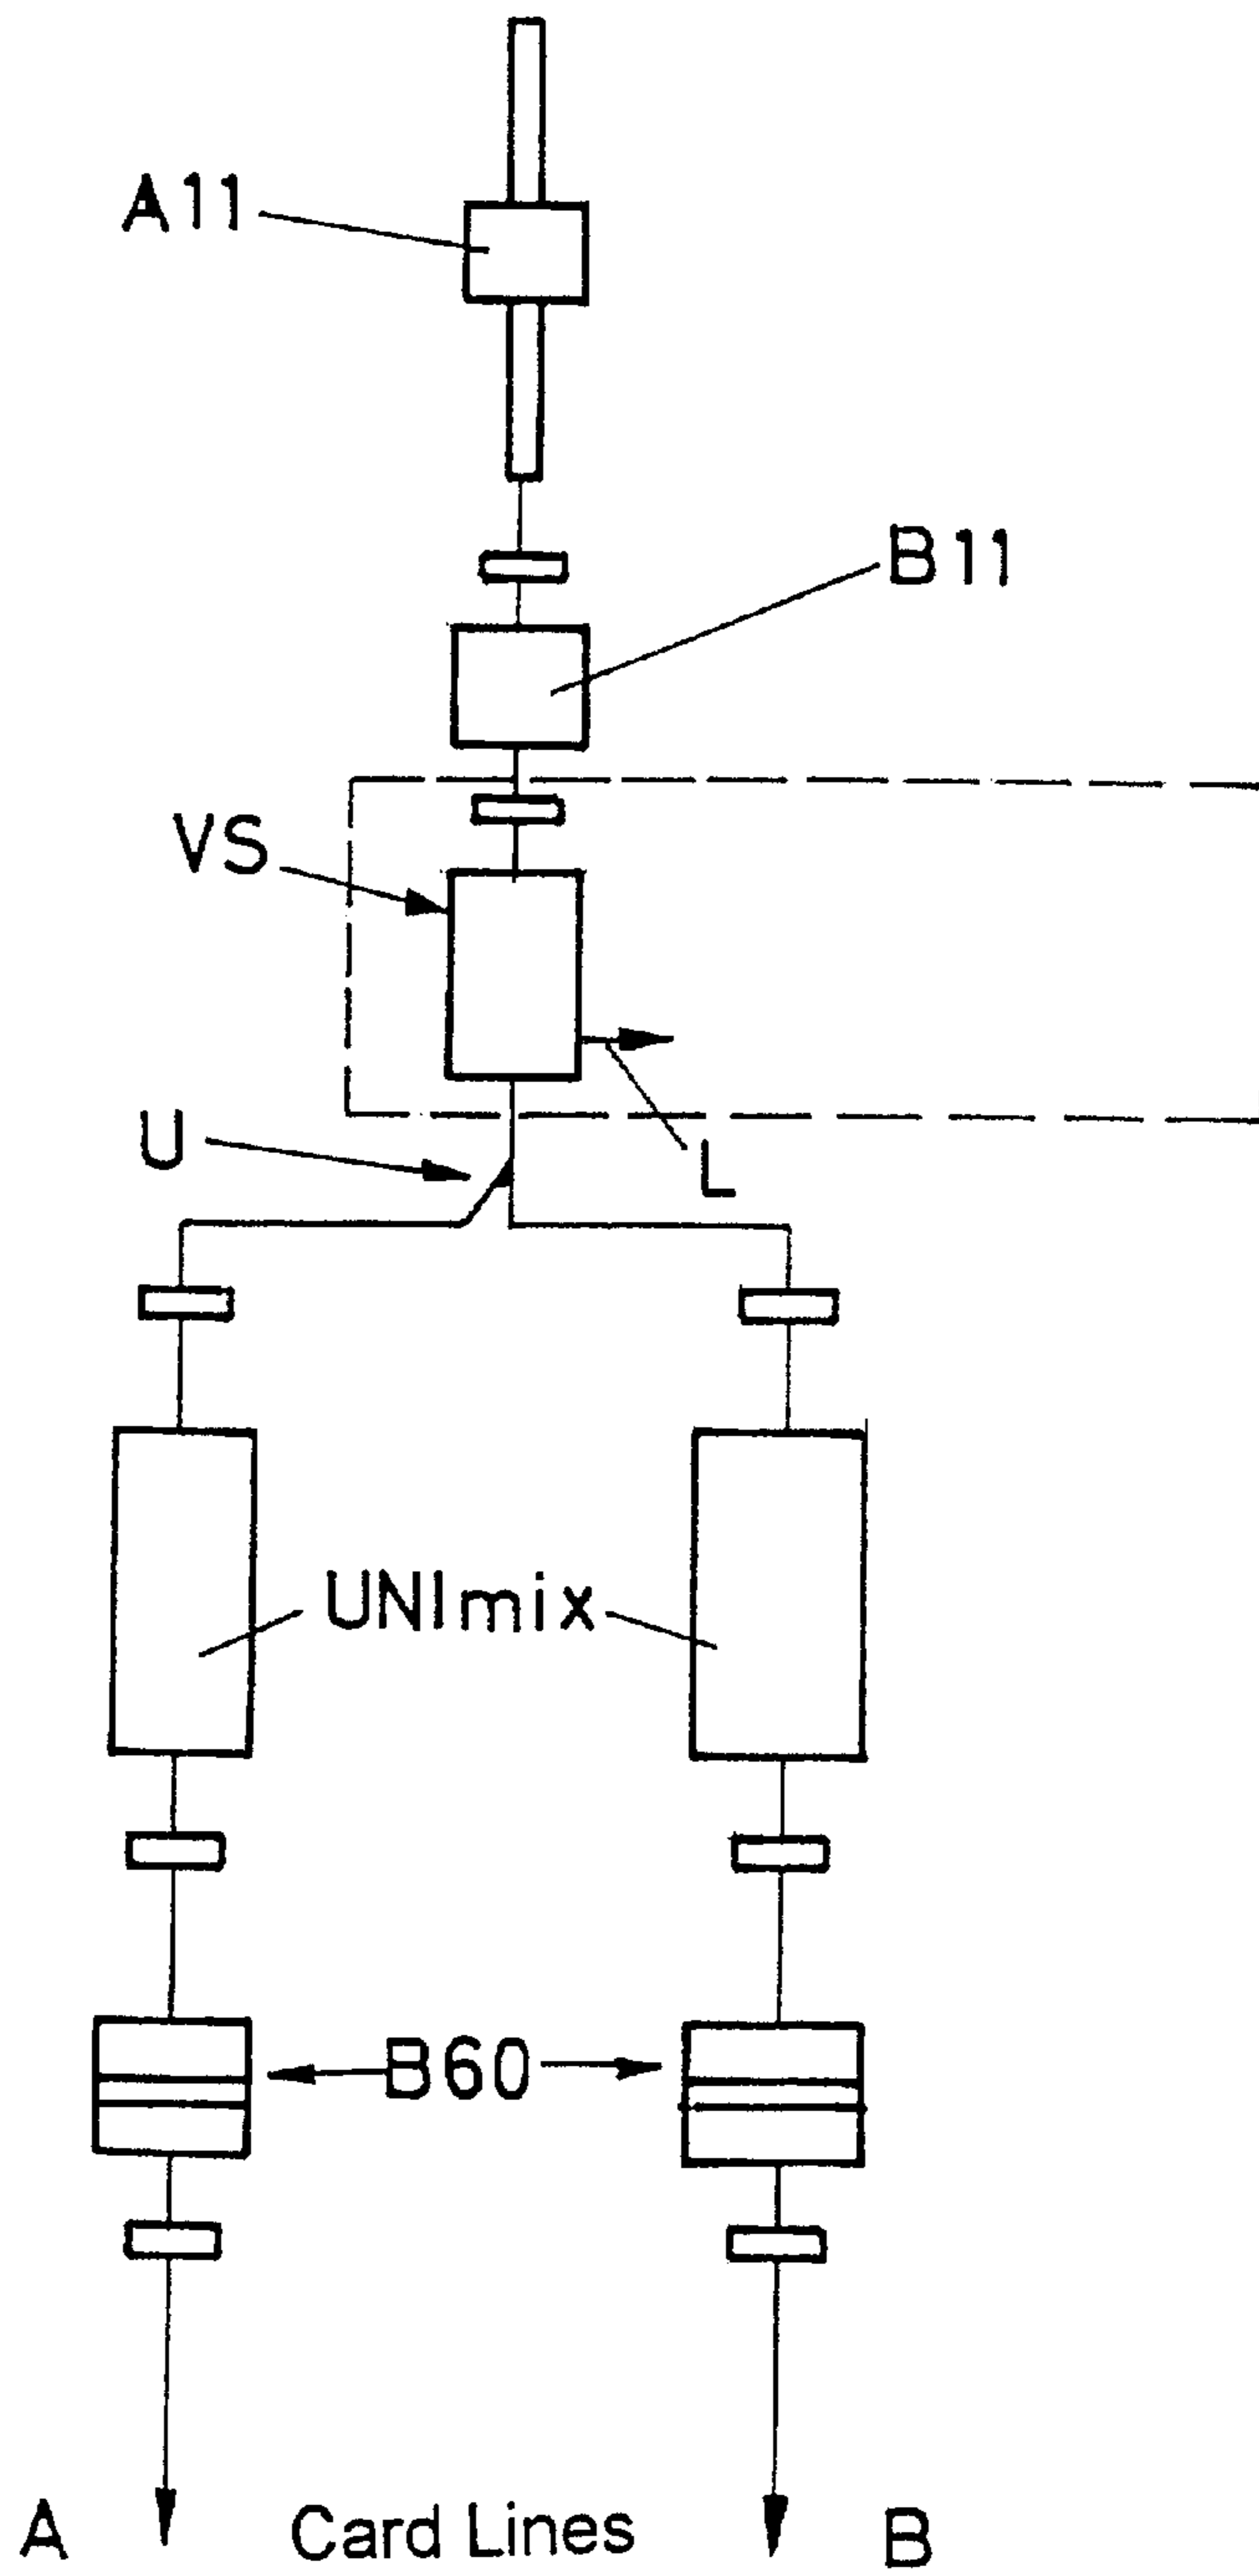 A11
B11
VS
U
L
UNImix
B60
A Card Lines B